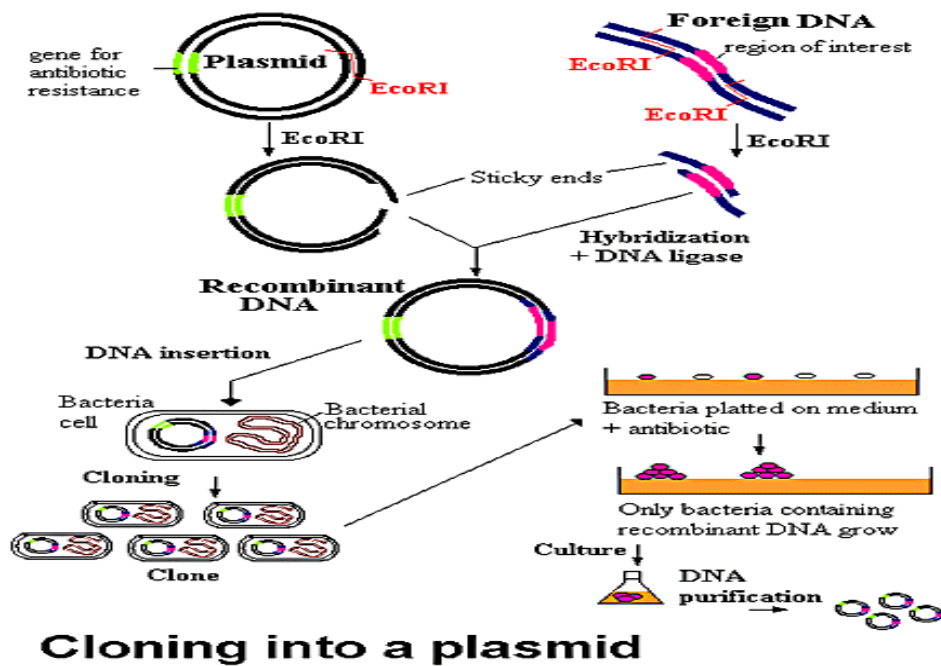 Foreign DNA
gene for
antibiotic
resistance
Plasmid
region of interest
EcoRI
EcoRI
EcoRI
EcoRI
EcoRI
Sticky ends
Hybridization
+ DNA ligase
Recombinant
DNA
DNA insertion
Bacteria
cell
Bacterial
chromosome
Bacteria platted on medium
+ antibiotic
Cloning
Only bacteria containing
recombinant DNA grow
Clone
Culture
DNA
purification
Cloning into a plasmid